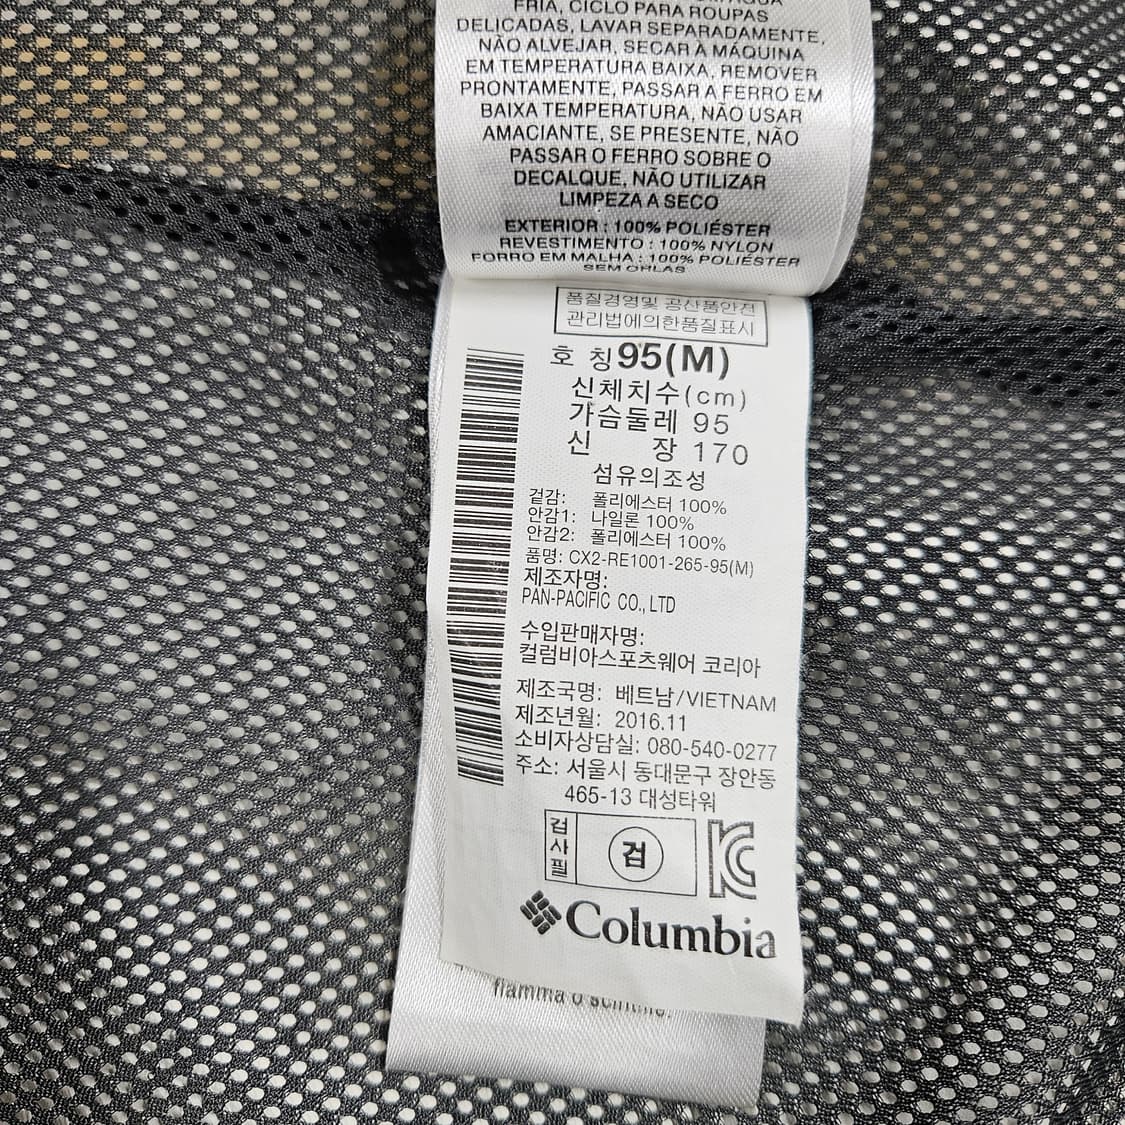 FRIA, CICLO PARA ROUPAS
DELICADAS, LAVAR SEPARADAMENTE,
NÃO ALVEJAR, SECAR À MÁQUINA
EM TEMPERATURA BAIXA, REMOVER
PRONTAMENTE, PASSAR A FERRO EM
BAIXA TEMPERATURA, NÃO USAR
AMACIANTE, SE PRESENTE, NÃO
PASSAR O FERRO SOBRE O
DECALQUE, NÃO UTILIZAR
LIMPEZA A SECO
EXTERIOR : 100% POLIÉSTER
REVESTIMENTO : 100% NYLON
FORRO EM MALHA : 100% POLIÉSTER
SEM ORLAS
품질경영및 공산품안전
관리법에의한품질표시
호 칭 95(M)
신체치수(cm)
가슴둘레 95
신 장 170
섬유의조성
겉감: 폴리에스터 100%
안감1: 나일론 100%
안감2: 폴리에스터 100%
품명: CX2-RE1001-265-95(M)
제조자명:
PAN-PACIFIC CO., LTD
수입판매자명:
컬럼비아스포츠웨어 코리아
제조국명: 베트남/VIETNAM
제조년월: 2016.11
소비자상담실: 080-540-0277
주소: 서울시 동대문구 장안동
465-13 대성타워
검사필 검 KC
Columbia
fiamma o scintille.